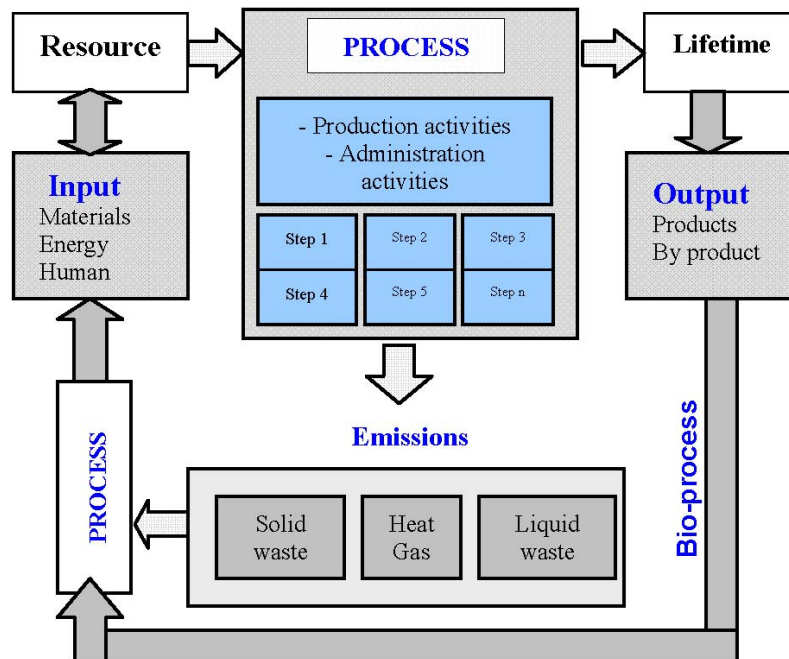 Resource
PROCESS
Lifetime
- Production activities
- Administration
activities
Input
Materials
Energy
Human
Output
Products
By product
Step 1
Step 2
Step 3
Step 4
Step 5
Step n
Emissions
PROCESS
Solid
waste
Heat
Gas
Liquid
waste
Bio-process